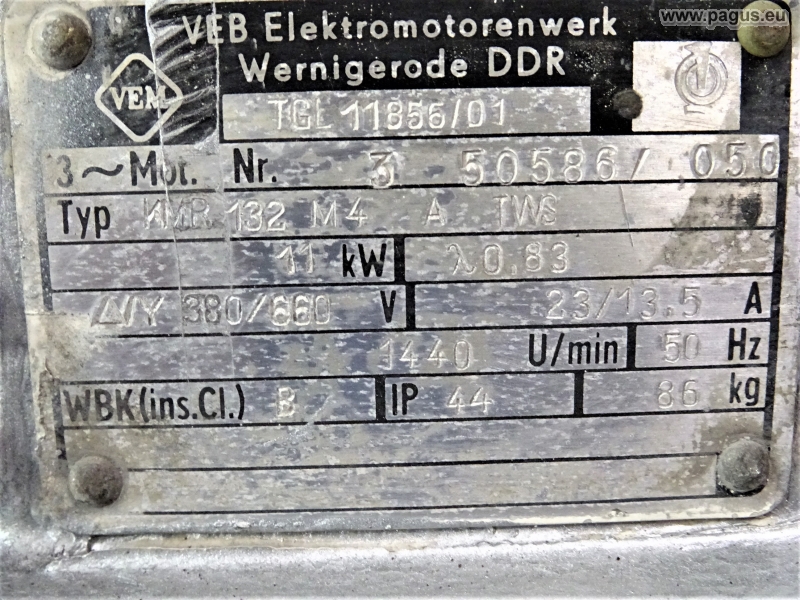 www.pagus.eu
VEB Elektromotorenwerk
Wernigerode DDR
VEM
TGL 11856/01
3~Mot. Nr. 3 50586/ 050
Typ KMR 132 M4 A TWS
11 kW λ0.83
Δ/Y 380/660 V 23/13.5 A
1440 U/min 50 Hz
WBK(ins.Cl.) B IP 44 86 kg